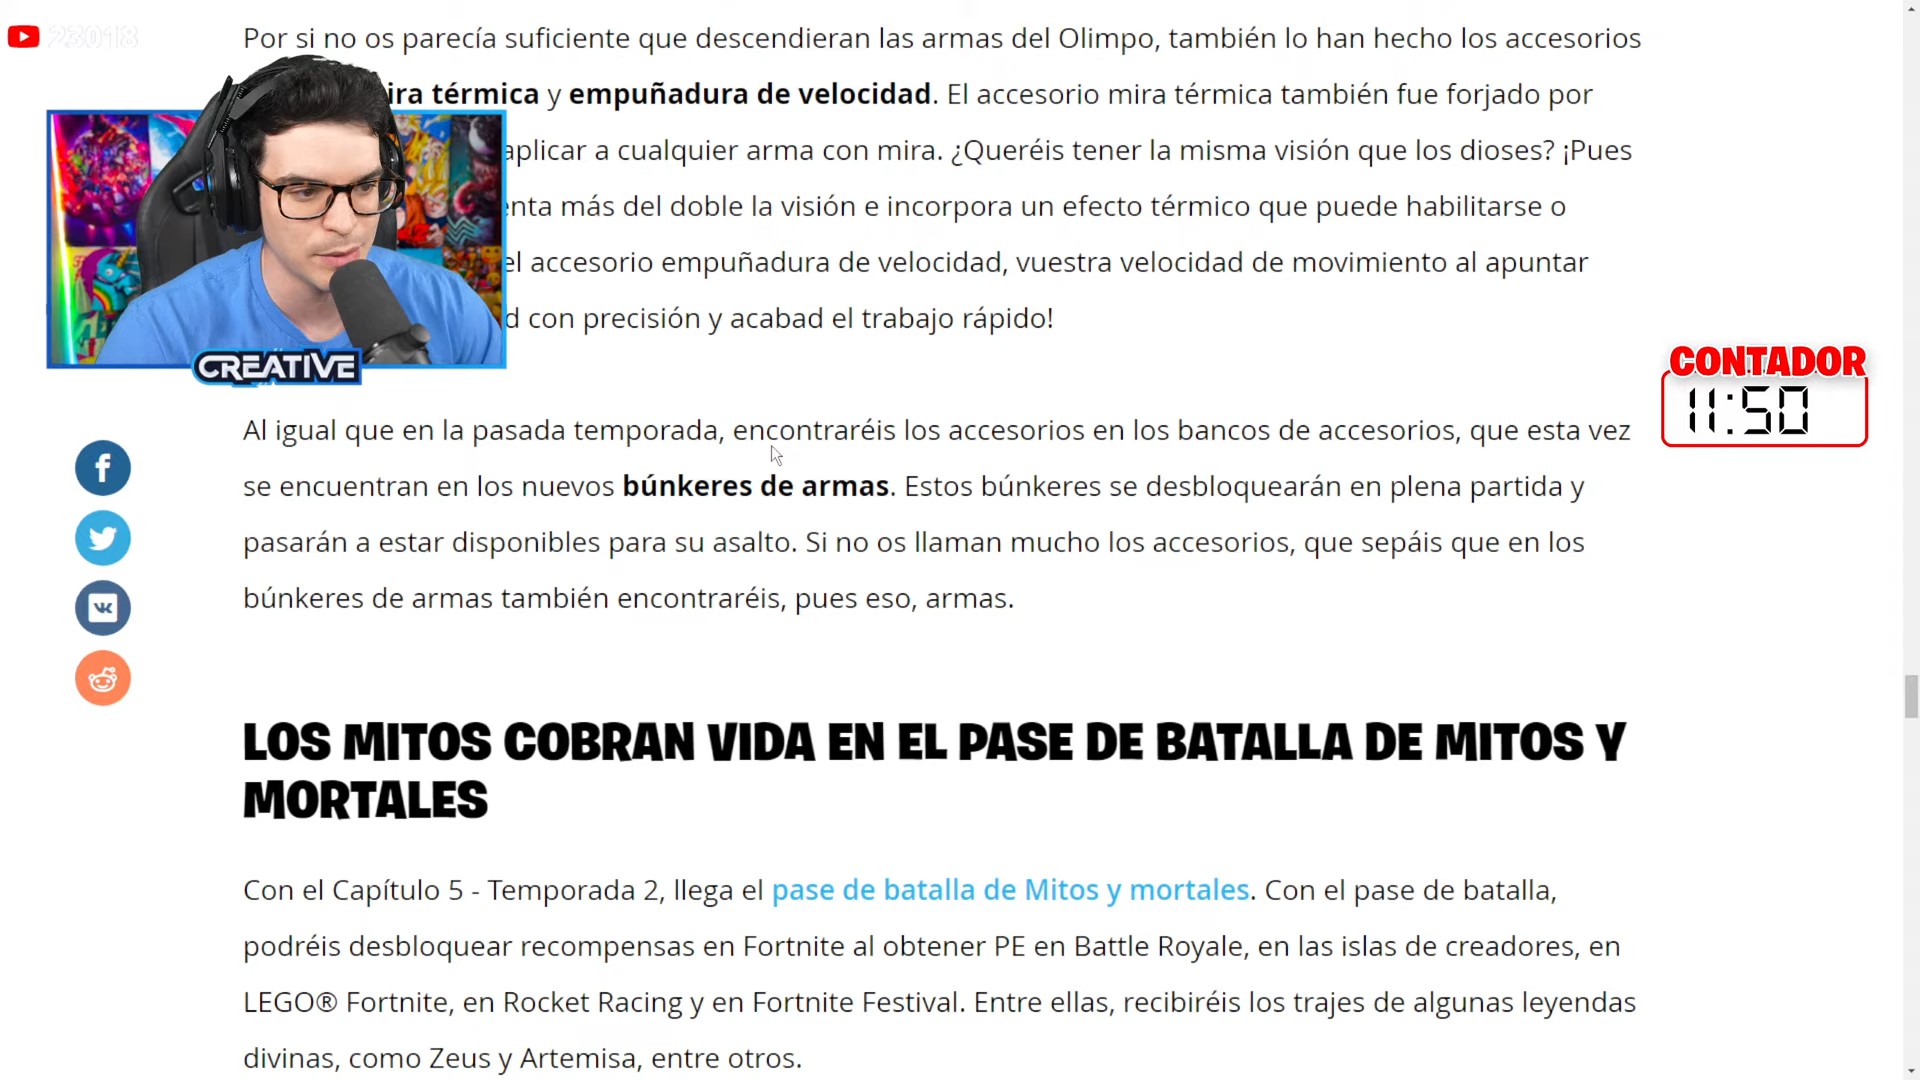 23018
Por si no os parecía suficiente que descendieran las armas del Olimpo, también lo han hecho los accesorios
ira térmica y empuñadura de velocidad. El accesorio mira térmica también fue forjado por
aplicar a cualquier arma con mira. ¿Queréis tener la misma visión que los dioses? ¡Pues
enta más del doble la visión e incorpora un efecto térmico que puede habilitarse o
el accesorio empuñadura de velocidad, vuestra velocidad de movimiento al apuntar
d con precisión y acabad el trabajo rápido!
CREATIVE
CONTADOR
11:50
Al igual que en la pasada temporada, encontraréis los accesorios en los bancos de accesorios, que esta vez
se encuentran en los nuevos búnkeres de armas. Estos búnkeres se desbloquearán en plena partida y
pasarán a estar disponibles para su asalto. Si no os llaman mucho los accesorios, que sepáis que en los
búnkeres de armas también encontraréis, pues eso, armas.
LOS MITOS COBRAN VIDA EN EL PASE DE BATALLA DE MITOS Y
MORTALES
Con el Capítulo 5 - Temporada 2, llega el pase de batalla de Mitos y mortales. Con el pase de batalla,
podréis desbloquear recompensas en Fortnite al obtener PE en Battle Royale, en las islas de creadores, en
LEGO® Fortnite, en Rocket Racing y en Fortnite Festival. Entre ellas, recibiréis los trajes de algunas leyendas
divinas, como Zeus y Artemisa, entre otros.